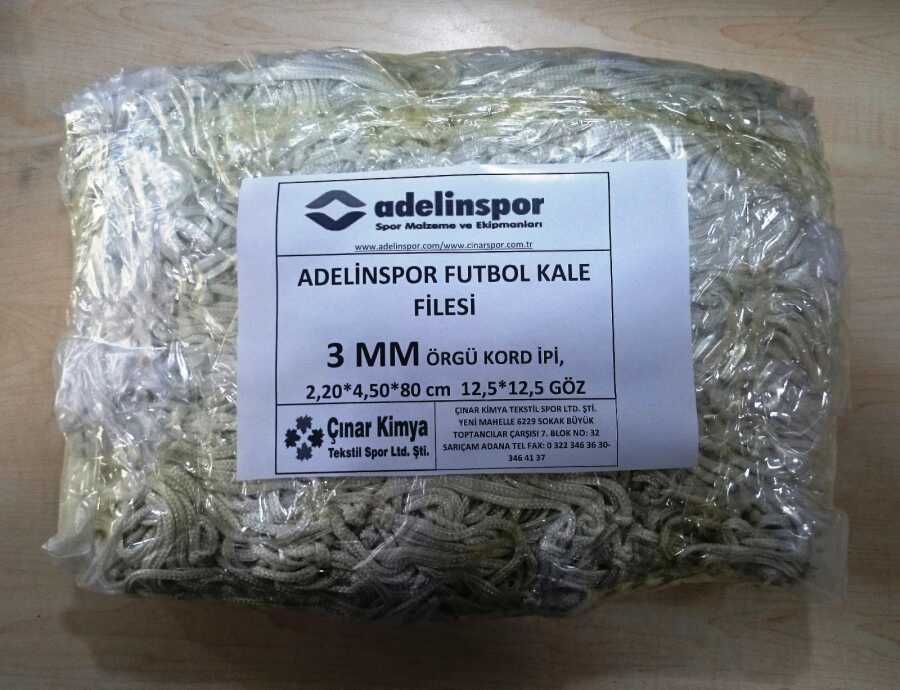 adelinspor
Spor Malzeme ve Ekipmanları
www.adelinspor.com/www.cinarspor.com.tr
ADELİNSPOR FUTBOL KALE
FİLESİ
3 MM ÖRGÜ KORD İPİ,
2,20*4,50*80 cm 12,5*12,5 GÖZ
Çınar Kimya
Tekstil Spor Ltd. Şti.
ÇINAR KİMYA TEKSTİL SPOR LTD. ŞTİ.
YENİ MAHELLE 6229 SOKAK BÜYÜK
TOPTANCILAR ÇARŞISI 7. BLOK NO: 32
SARIÇAM ADANA TEL FAX: 0 322 346 36 30-
346 41 37